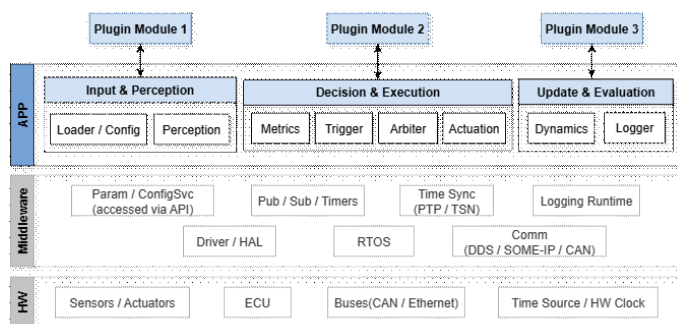 Plugin Module 1
Plugin Module 2
Plugin Module 3
APP
Input & Perception
Decision & Execution
Update & Evaluation
Loader / Config
Perception
Metrics
Trigger
Arbiter
Actuation
Dynamics
Logger
Middleware
Param / ConfigSvc
(accessed via API)
Pub / Sub / Timers
Time Sync
(PTP / TSN)
Logging Runtime
Driver / HAL
RTOS
Comm
(DDS / SOME-IP / CAN)
HW
Sensors / Actuators
ECU
Buses(CAN / Ethernet)
Time Source / HW Clock